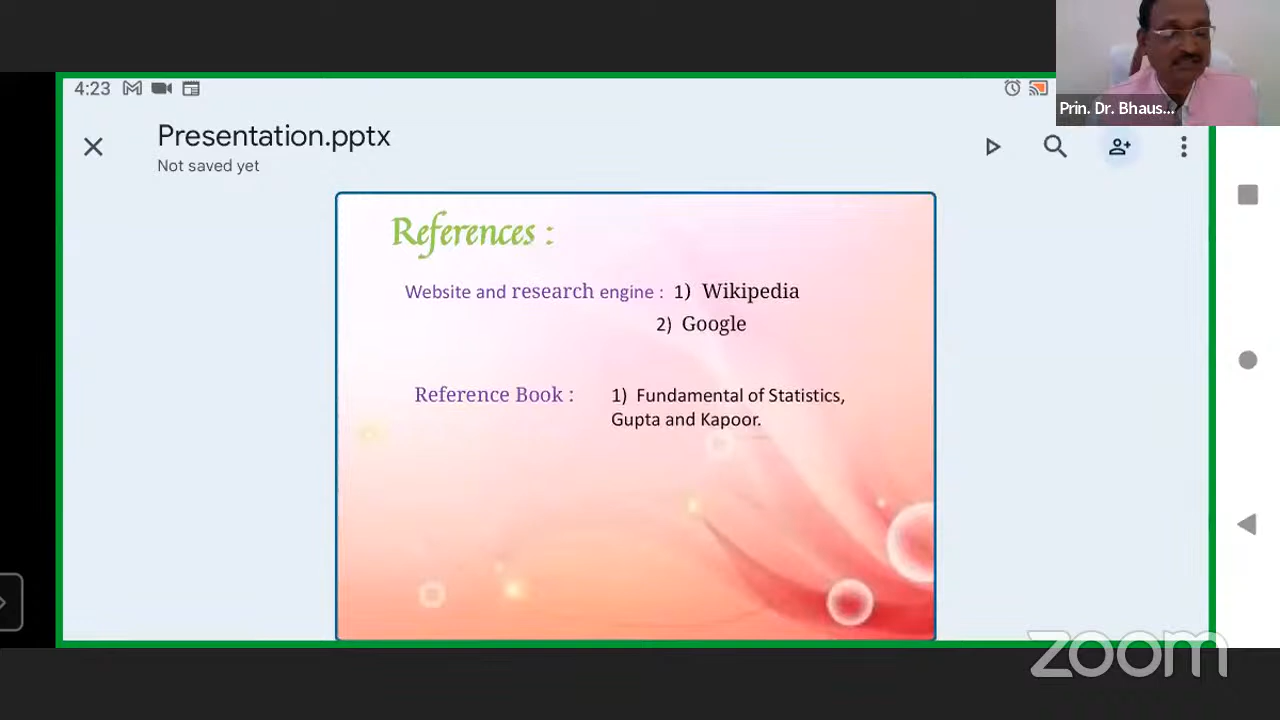 4:23
Prin. Dr. Bhaus...
Presentation.pptx
Not saved yet
References :
Website and research engine : 1) Wikipedia
2) Google
Reference Book : 1) Fundamental of Statistics,
Gupta and Kapoor.
zoom